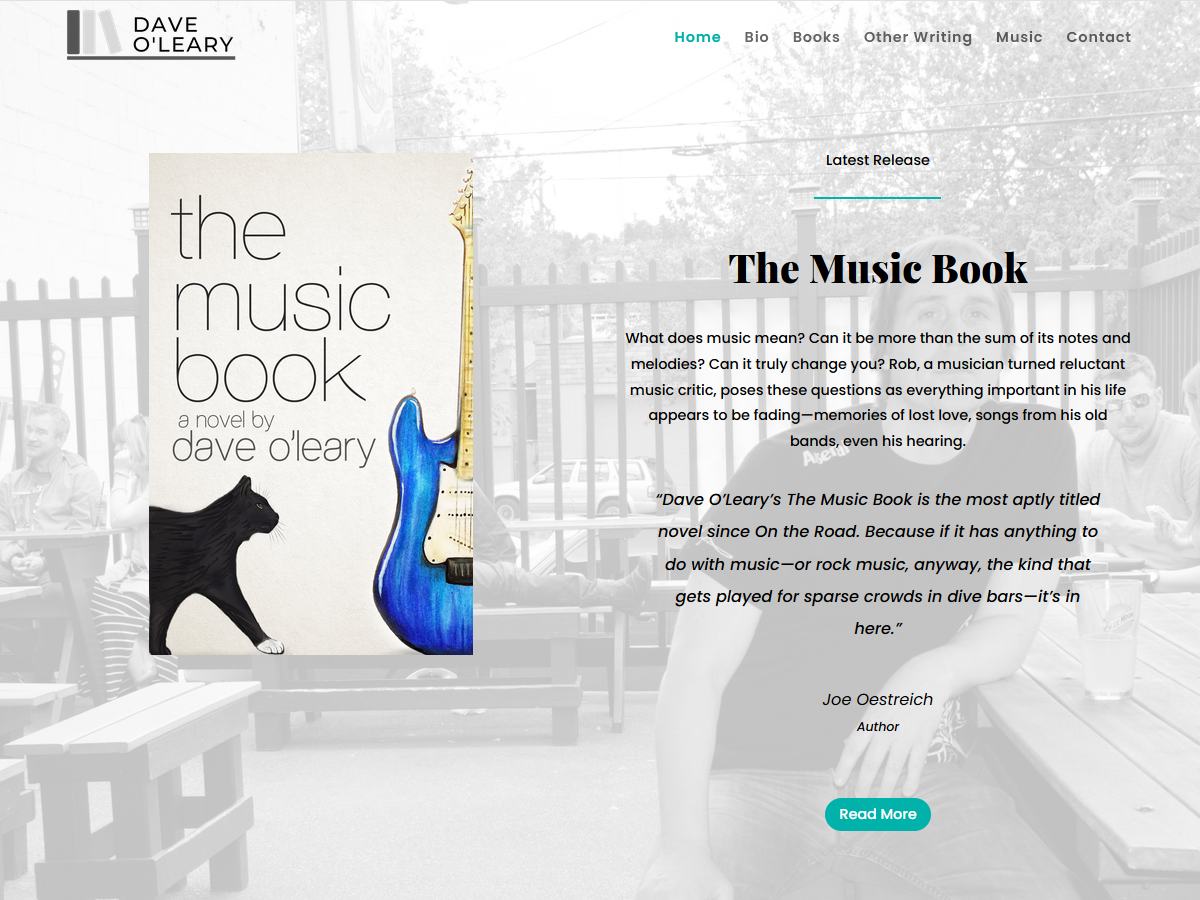 DAVE
O'LEARY
Home Bio Books Other Writing Music Contact
the
music
book
a novel by
dave o'leary
Latest Release
The Music Book
What does music mean? Can it be more than the sum of its notes and
melodies? Can it truly change you? Rob, a musician turned reluctant
music critic, poses these questions as everything important in his life
appears to be fading—memories of lost love, songs from his old
bands, even his hearing.
“Dave O’Leary’s The Music Book is the most aptly titled
novel since On the Road. Because if it has anything to
do with music—or rock music, anyway, the kind that
gets played for sparse crowds in dive bars—it’s in
here.”
Joe Oestreich
Author
Read More